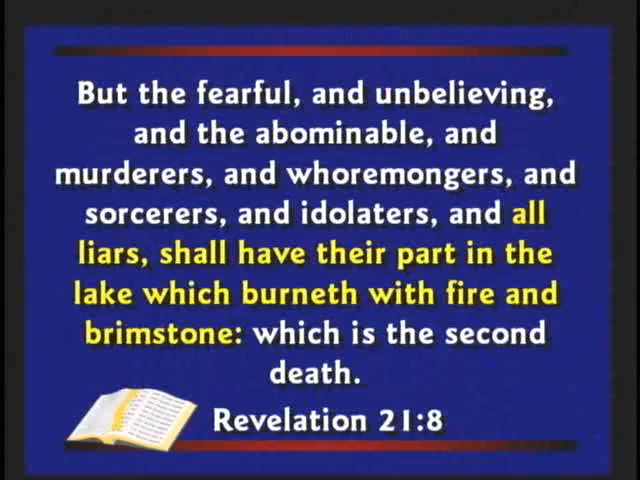 But the fearful, and unbelieving,
and the abominable, and
murderers, and whoremongers, and
sorcerers, and idolaters, and all
liars, shall have their part in the
lake which burneth with fire and
brimstone: which is the second
death.
Revelation 21:8